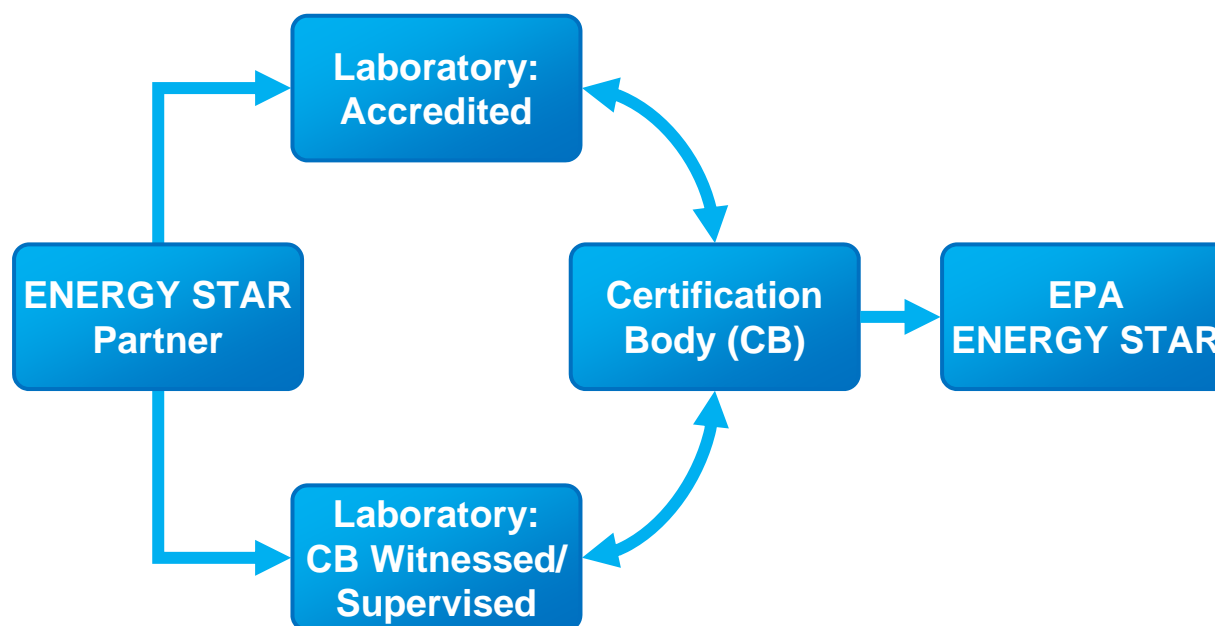 Laboratory:
Accredited
ENERGY STAR
Partner
Certification
Body (CB)
EPA
ENERGY STAR
Laboratory:
CB Witnessed/
Supervised